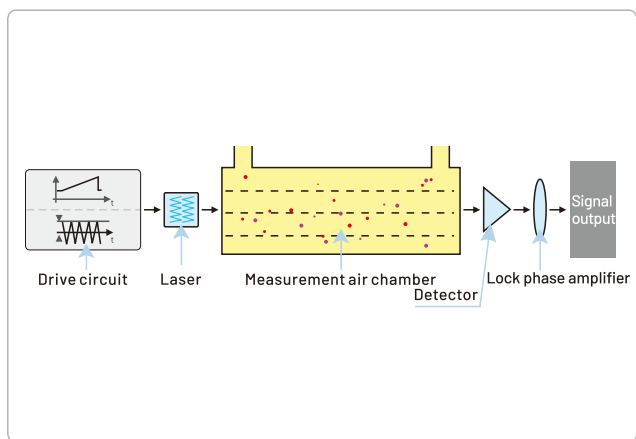 t
t
Signal
output
Drive circuit
Laser
Measurement air chamber
Detector
Lock phase amplifier